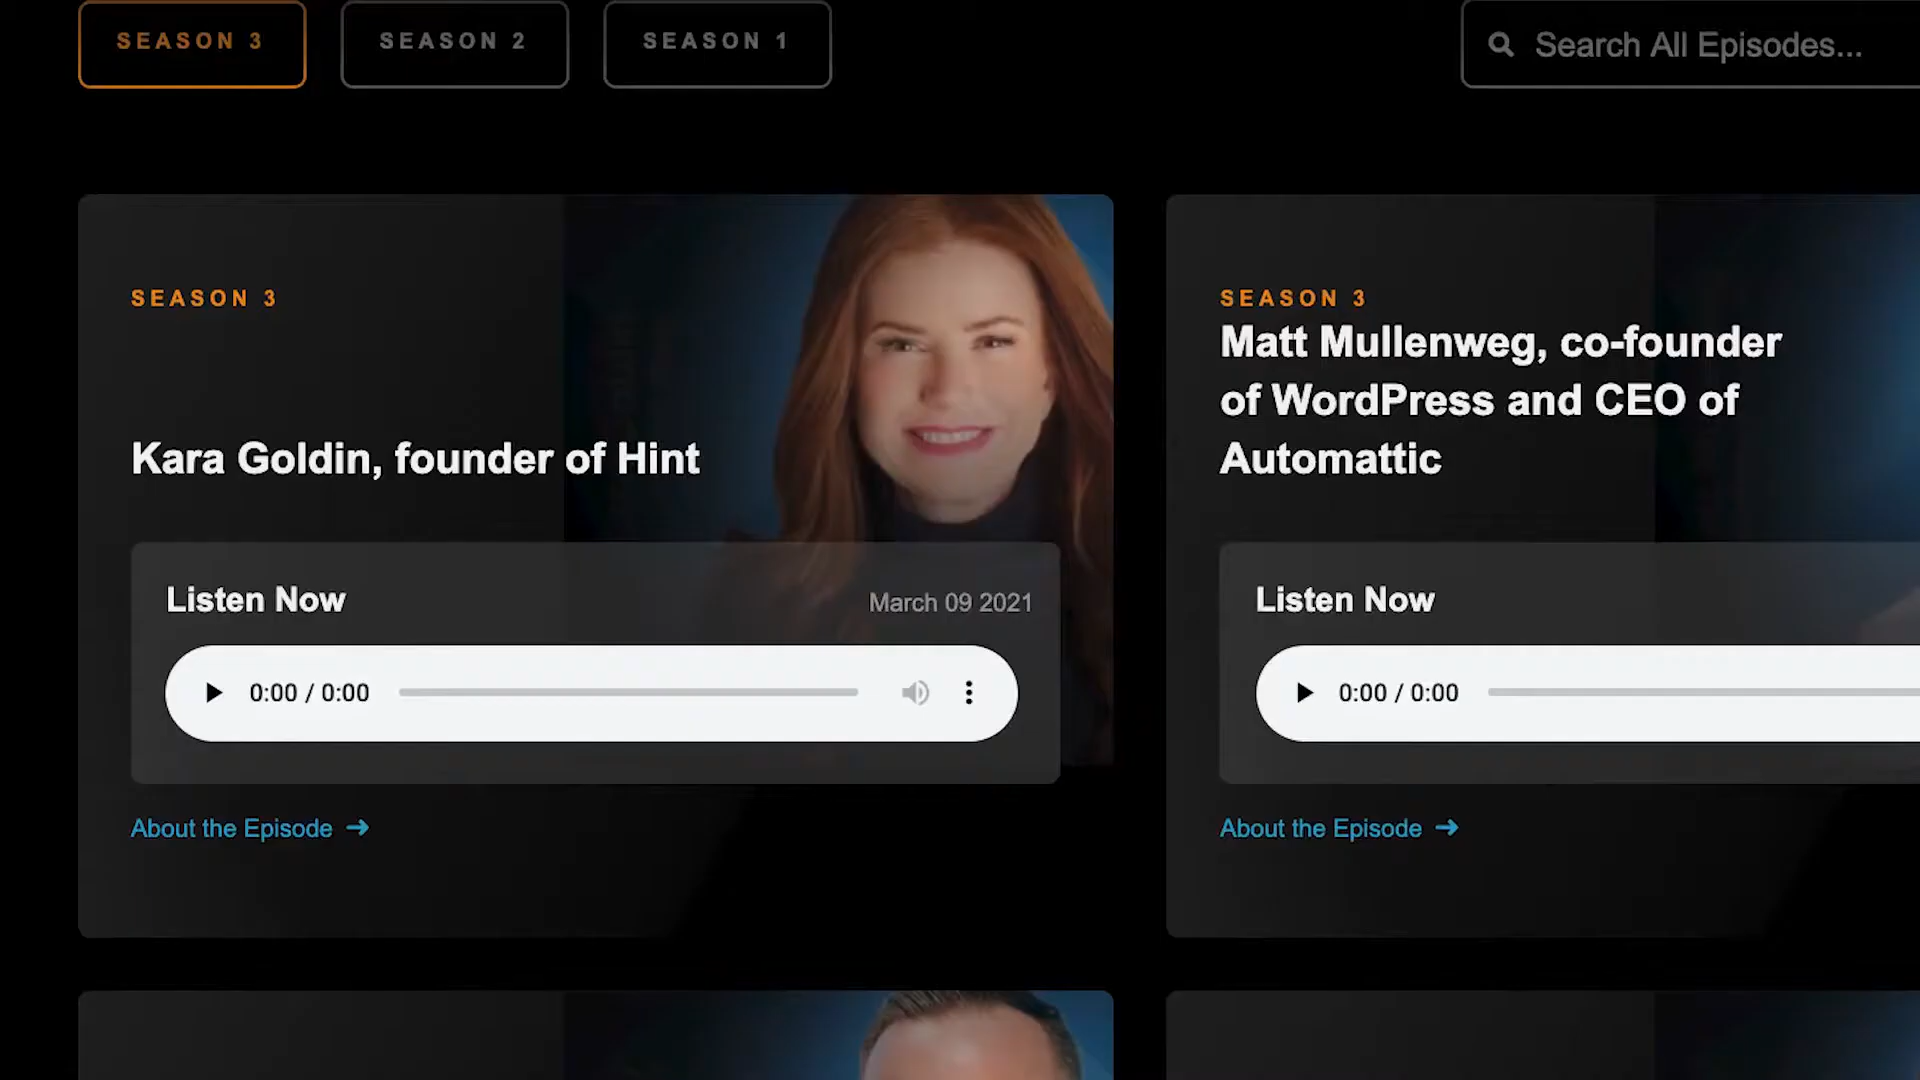 SEASON 3
SEASON 2
SEASON 1
Search All Episodes...
SEASON 3
Kara Goldin, founder of Hint
Listen Now
March 09 2021
0:00 / 0:00
About the Episode
SEASON 3
Matt Mullenweg, co-founder
of WordPress and CEO of
Automattic
Listen Now
0:00 / 0:00
About the Episode